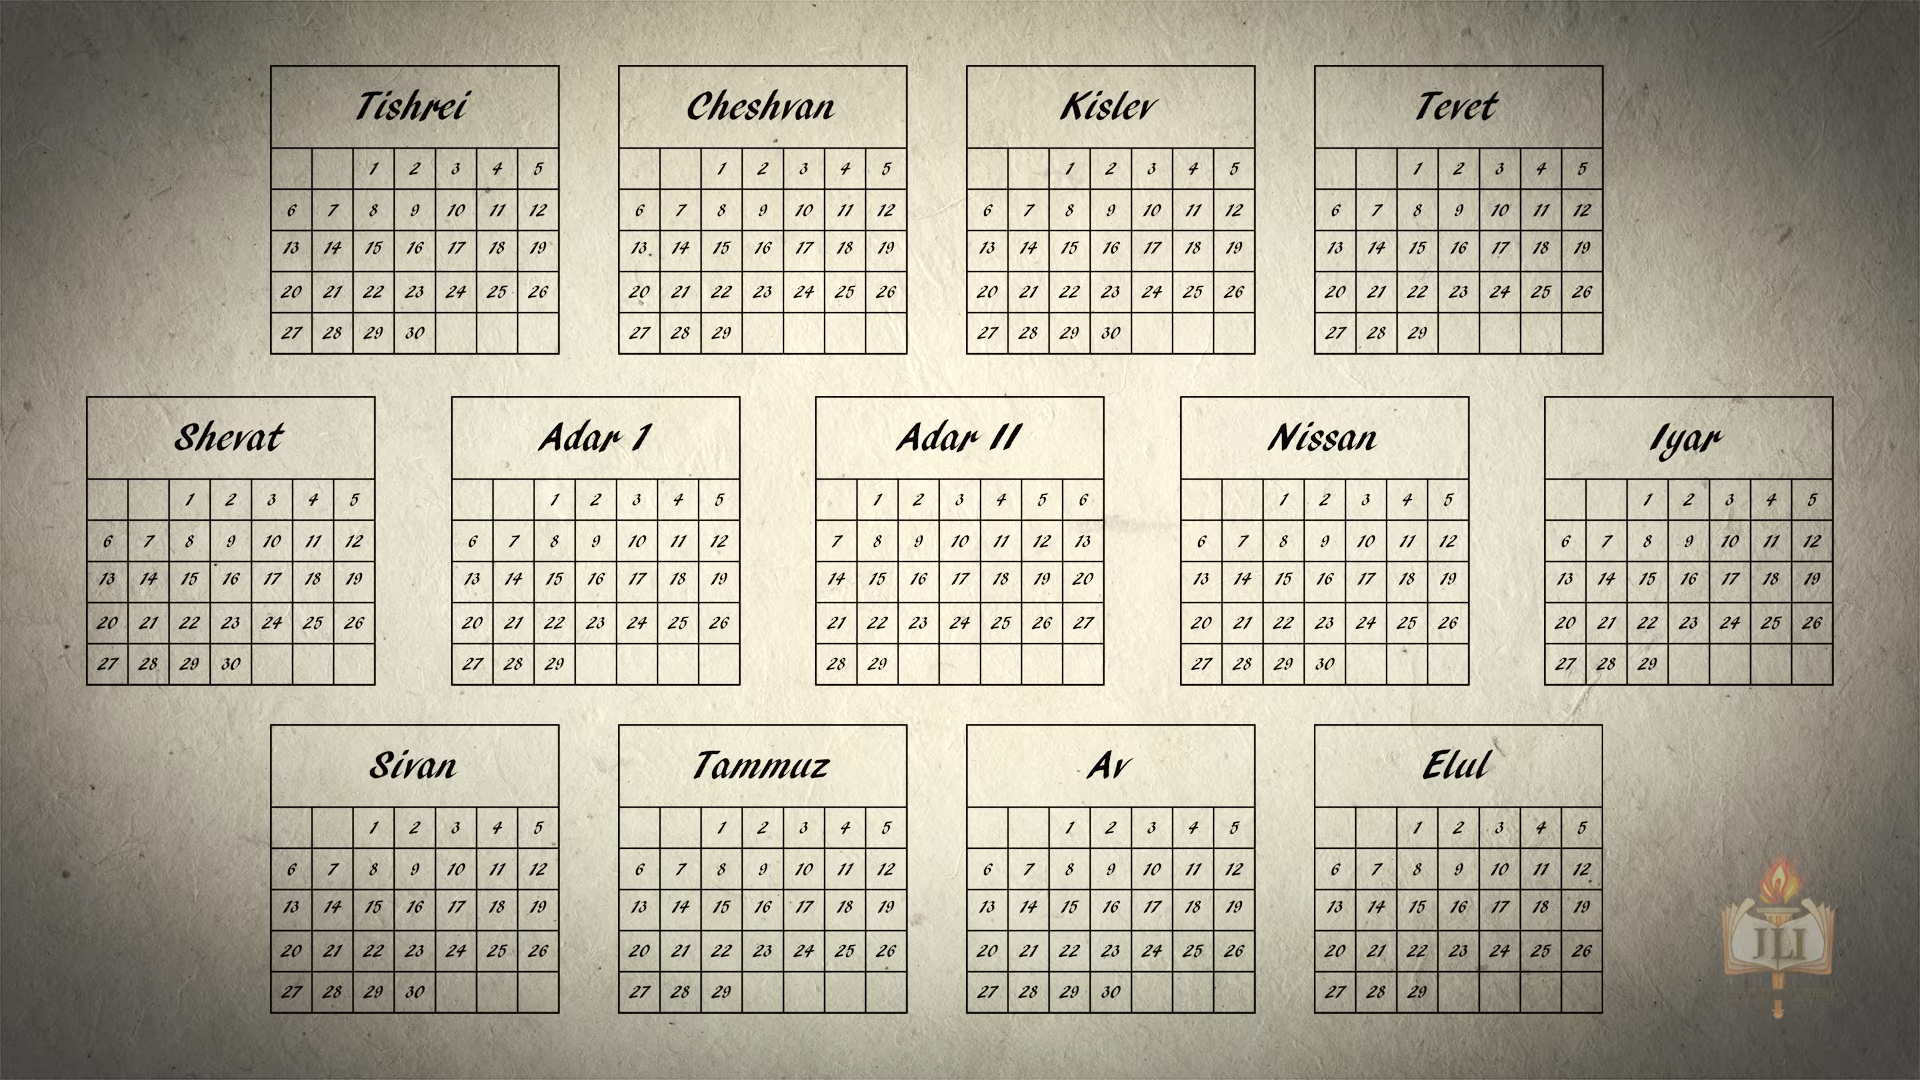 Tishrei
1 2 3 4 5
6 7 8 9 10 11 12
13 14 15 16 17 18 19
20 21 22 23 24 25 26
27 28 29 30
Cheshvan
1 2 3 4 5
6 7 8 9 10 11 12
13 14 15 16 17 18 19
20 21 22 23 24 25 26
27 28 29
Kislev
1 2 3 4 5
6 7 8 9 10 11 12
13 14 15 16 17 18 19
20 21 22 23 24 25 26
27 28 29 30
Tevet
1 2 3 4 5
6 7 8 9 10 11 12
13 14 15 16 17 18 19
20 21 22 23 24 25 26
27 28 29
Shevat
1 2 3 4 5
6 7 8 9 10 11 12
13 14 15 16 17 18 19
20 21 22 23 24 25 26
27 28 29 30
Adar I
1 2 3 4 5
6 7 8 9 10 11 12
13 14 15 16 17 18 19
20 21 22 23 24 25 26
27 28 29
Adar II
1 2 3 4 5 6
7 8 9 10 11 12 13
14 15 16 17 18 19 20
21 22 23 24 25 26 27
28 29
Nissan
1 2 3 4 5
6 7 8 9 10 11 12
13 14 15 16 17 18 19
20 21 22 23 24 25 26
27 28 29 30
Iyar
1 2 3 4 5
6 7 8 9 10 11 12
13 14 15 16 17 18 19
20 21 22 23 24 25 26
27 28 29
Sivan
1 2 3 4 5
6 7 8 9 10 11 12
13 14 15 16 17 18 19
20 21 22 23 24 25 26
27 28 29 30
Tammuz
1 2 3 4 5
6 7 8 9 10 11 12
13 14 15 16 17 18 19
20 21 22 23 24 25 26
27 28 29
Av
1 2 3 4 5
6 7 8 9 10 11 12
13 14 15 16 17 18 19
20 21 22 23 24 25 26
27 28 29 30
Elul
1 2 3 4 5
6 7 8 9 10 11 12
13 14 15 16 17 18 19
20 21 22 23 24 25 26
27 28 29
JLI